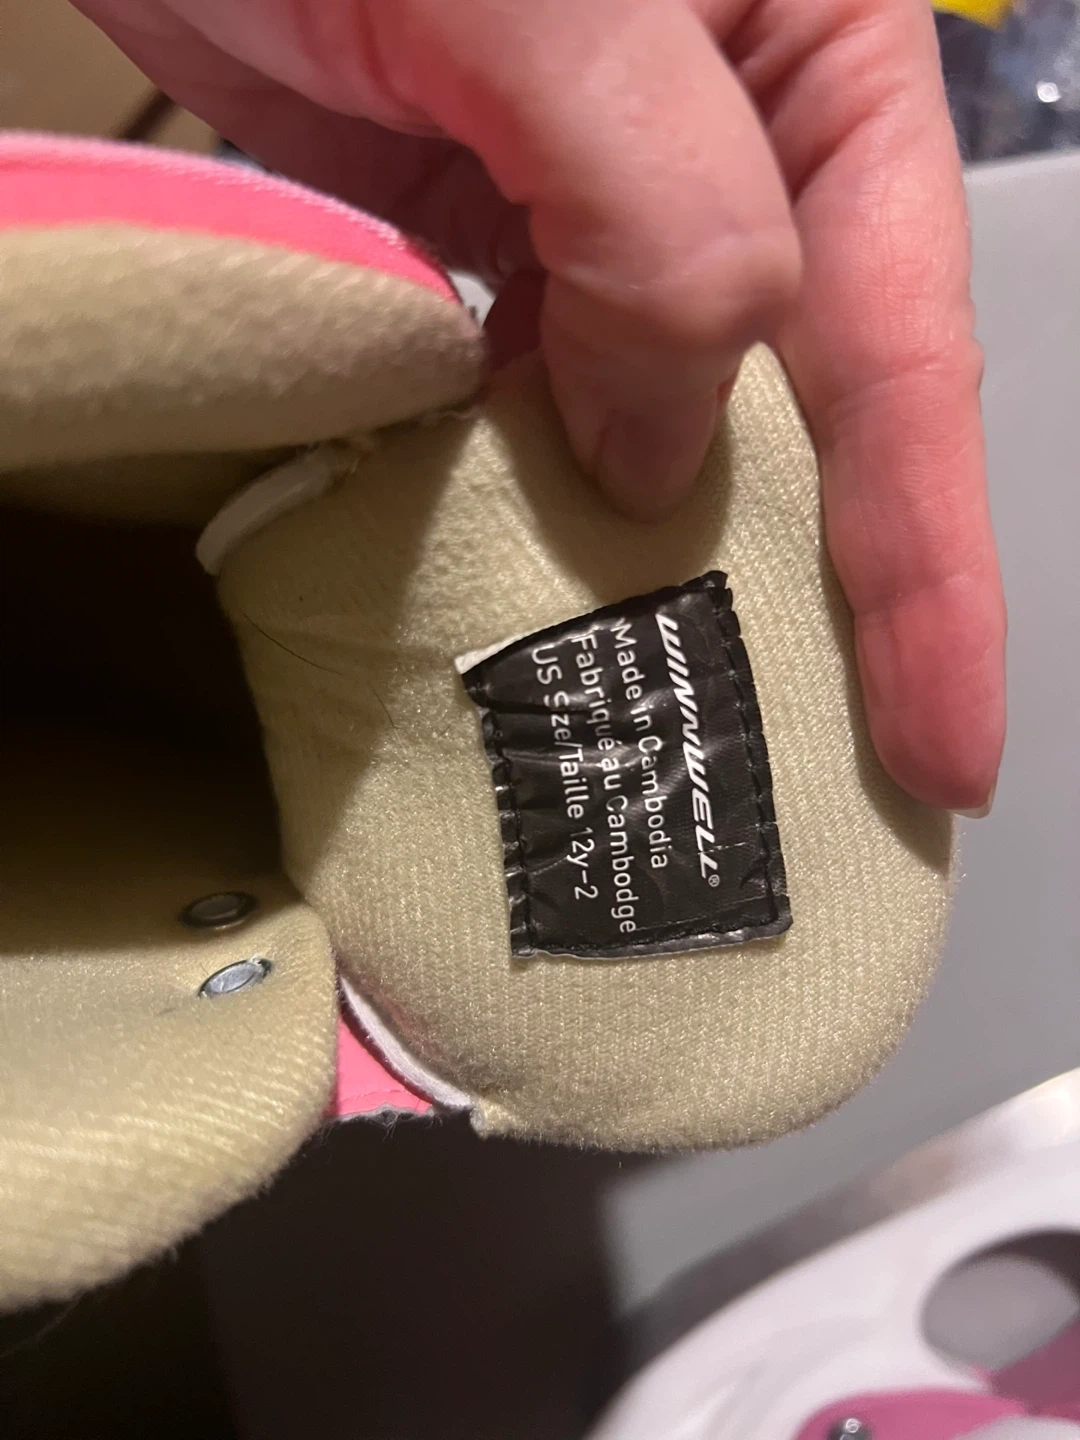 WINNWELL®
Made in Cambodia
Fabriqué au Cambodge
US Size/Taille 12y-2